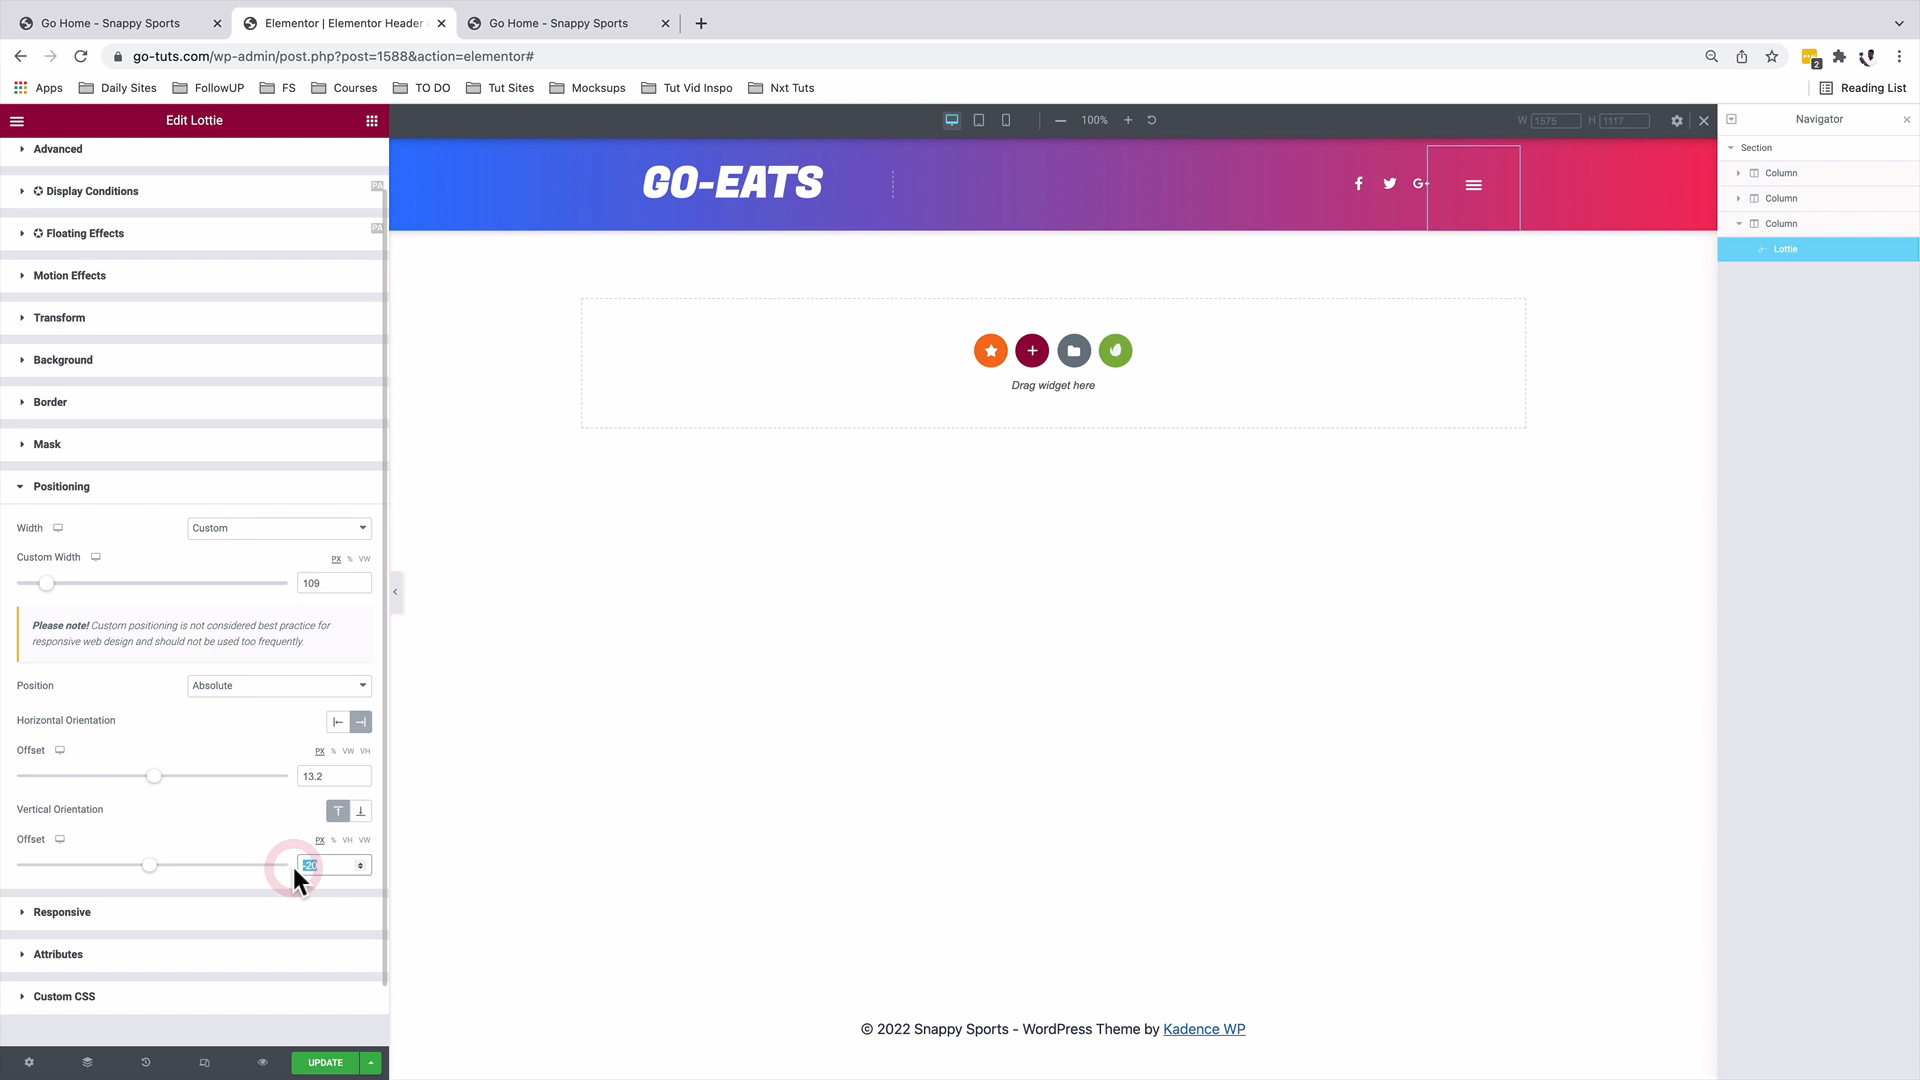 Go Home - Snappy Sports
Elementor | Elementor Header
Go Home - Snappy Sports
go-tuts.com/wp-admin/post.php?post=1588&action=elementor#
2
Apps
Daily Sites
FollowUP
FS
Courses
TO DO
Tut Sites
Mocksups
Tut Vid Inspo
Nxt Tuts
Reading List
Edit Lottie
100%
W 1575 H 1117
Navigator
Advanced
Display Conditions
PA
Floating Effects
PA
Motion Effects
Transform
Background
Border
Mask
Positioning
Width
Custom
Custom Width
PX % VW
109
Please note! Custom positioning is not considered best practice for
responsive web design and should not be used too frequently.
Position
Absolute
Horizontal Orientation
Offset
PX % VW VH
13.2
Vertical Orientation
Offset
PX % VH VW
-20
Responsive
Attributes
Custom CSS
UPDATE
GO-EATS
G+
Drag widget here
© 2022 Snappy Sports - WordPress Theme by Kadence WP
Section
Column
Column
Column
Lottie